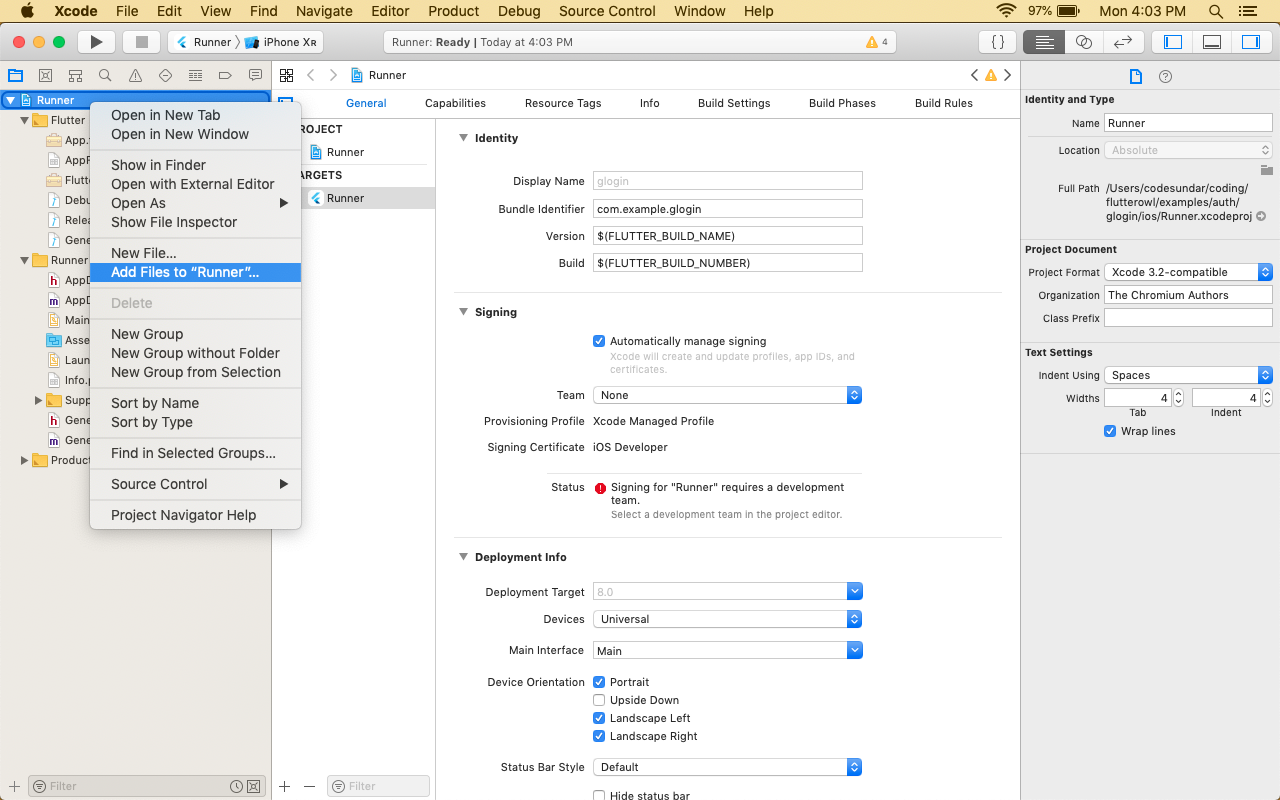 Xcode File Edit View Find Navigate Editor Product Debug Source Control Window Help 97% Mon 4:03 PM
Runner iPhone XR Runner: Ready | Today at 4:03 PM 4 { }
Runner
General Capabilities Resource Tags Info Build Settings Build Phases Build Rules
Runner
Flutter
App.
AppF
Flutte
Debu
Relea
Gene
Runner
AppD
AppD
Main
Asse
Laun
Info.p
Supp
Gene
Gene
Product
Filter
Open in New Tab
Open in New Window
Show in Finder
Open with External Editor
Open As
Show File Inspector
New File...
Add Files to “Runner”...
Delete
New Group
New Group without Folder
New Group from Selection
Sort by Name
Sort by Type
Find in Selected Groups...
Source Control
Project Navigator Help
ROJECT
Runner
ARGETS
Runner
Filter
Identity
Display Name glogin
Bundle Identifier com.example.glogin
Version $(FLUTTER_BUILD_NAME)
Build $(FLUTTER_BUILD_NUMBER)
Signing
Automatically manage signing
Xcode will create and update profiles, app IDs, and
certificates.
Team None
Provisioning Profile Xcode Managed Profile
Signing Certificate iOS Developer
Status Signing for "Runner" requires a development
team.
Select a development team in the project editor.
Deployment Info
Deployment Target 8.0
Devices Universal
Main Interface Main
Device Orientation Portrait
Upside Down
Landscape Left
Landscape Right
Status Bar Style Default
Hide status bar
Identity and Type
Name Runner
Location Absolute
Full Path /Users/codesundar/coding/
flutterowl/examples/auth/
glogin/ios/Runner.xcodeproj
Project Document
Project Format Xcode 3.2-compatible
Organization The Chromium Authors
Class Prefix
Text Settings
Indent Using Spaces
Widths 4 4
Tab Indent
Wrap lines